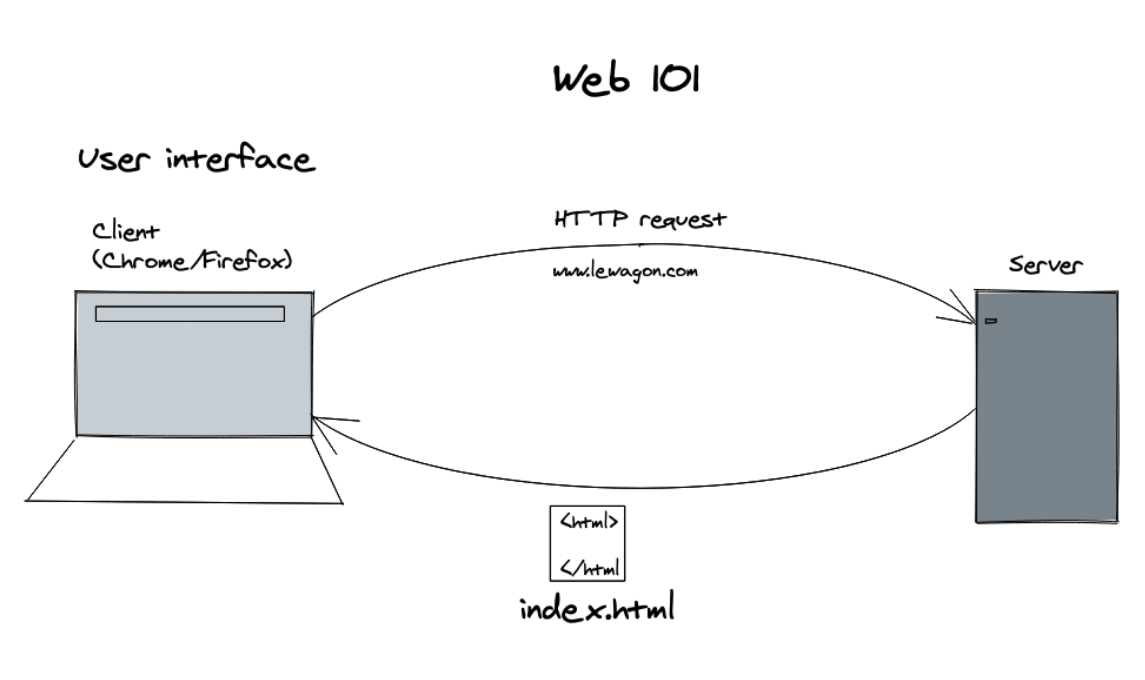 Web 101
User interface
Client
(Chrome/Firefox)
HTTP request
www.lewagon.com
Server
<html>
</html
index.html